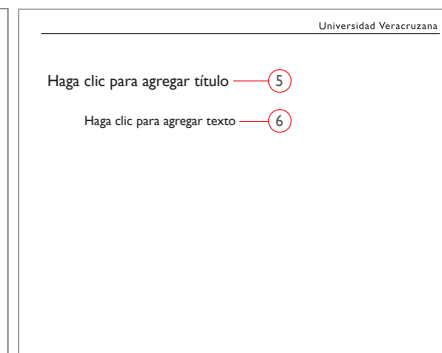 Universidad Veracruzana
Haga clic para agregar título 5
Haga clic para agregar texto 6